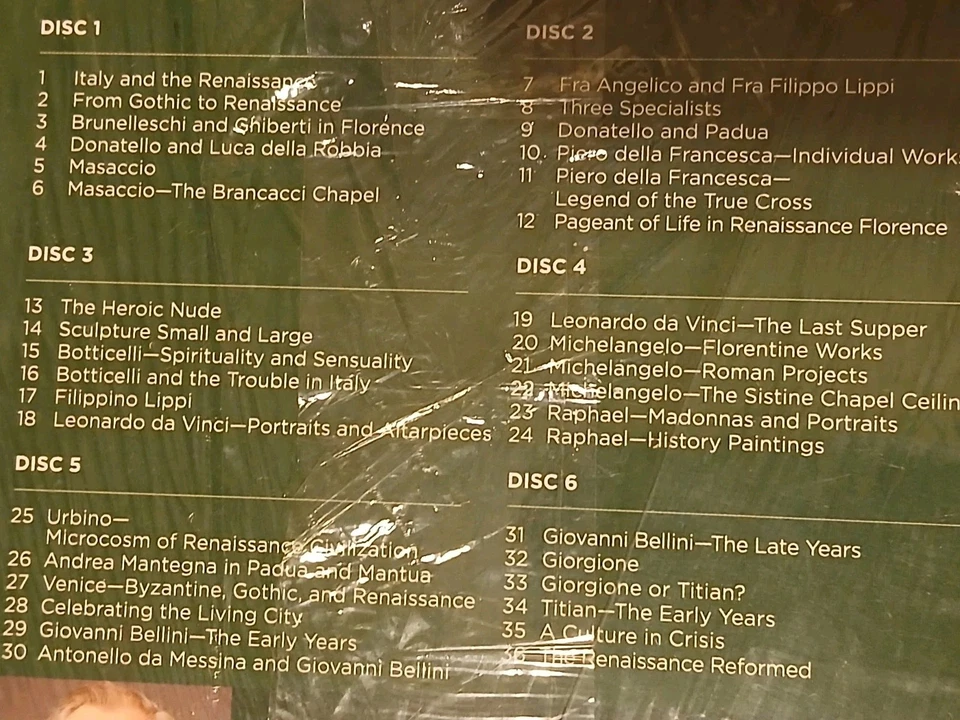 DISC 1
1 Italy and the Renaissance
2 From Gothic to Renaissance
3 Brunelleschi and Ghiberti in Florence
4 Donatello and Luca della Robbia
5 Masaccio
6 Masaccio—The Brancacci Chapel
DISC 2
7 Fra Angelico and Fra Filippo Lippi
8 Three Specialists
9 Donatello and Padua
10 Piero della Francesca—Individual Work
11 Piero della Francesca—
Legend of the True Cross
12 Pageant of Life in Renaissance Florence
DISC 3
13 The Heroic Nude
14 Sculpture Small and Large
15 Botticelli—Spirituality and Sensuality
16 Botticelli and the Trouble in Italy
17 Filippino Lippi
18 Leonardo da Vinci—Portraits and Altarpieces
DISC 4
19 Leonardo da Vinci—The Last Supper
20 Michelangelo—Florentine Works
21 Michelangelo—Roman Projects
22 Michelangelo—The Sistine Chapel Ceilin
23 Raphael—Madonnas and Portraits
24 Raphael—History Paintings
DISC 5
25 Urbino—
Microcosm of Renaissance Civilization
26 Andrea Mantegna in Padua and Mantua
27 Venice—Byzantine, Gothic, and Renaissance
28 Celebrating the Living City
29 Giovanni Bellini—The Early Years
30 Antonello da Messina and Giovanni Bellini
DISC 6
31 Giovanni Bellini—The Late Years
32 Giorgione
33 Giorgione or Titian?
34 Titian—The Early Years
35 A Culture in Crisis
36 The Renaissance Reformed